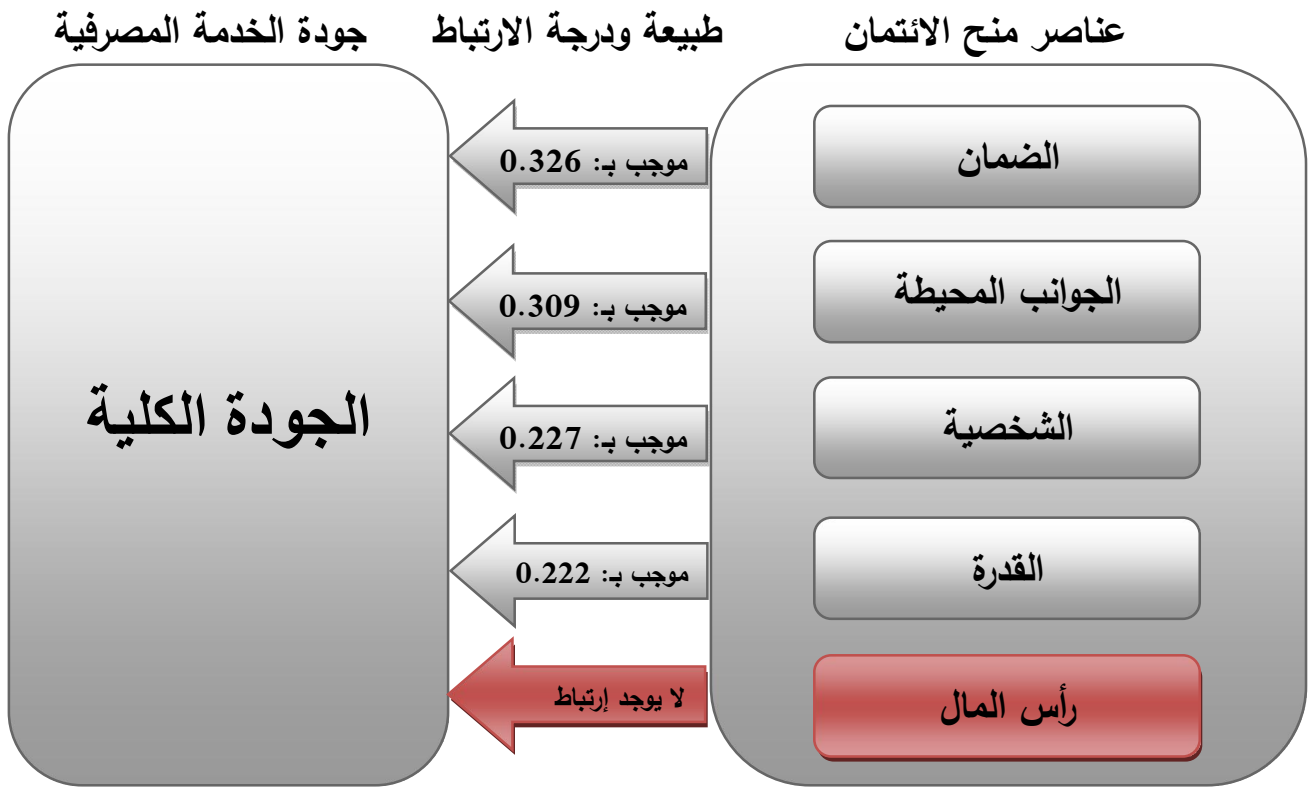 عناصر منح الائتمان
طبيعة ودرجة الارتباط
جودة الخدمة المصرفية
الضمان
موجب بـ: 0.326
الجوانب المحيطة
موجب بـ: 0.309
الشخصية
موجب بـ: 0.227
القدرة
موجب بـ: 0.222
رأس المال
لا يوجد إرتباط
الجودة الكلية